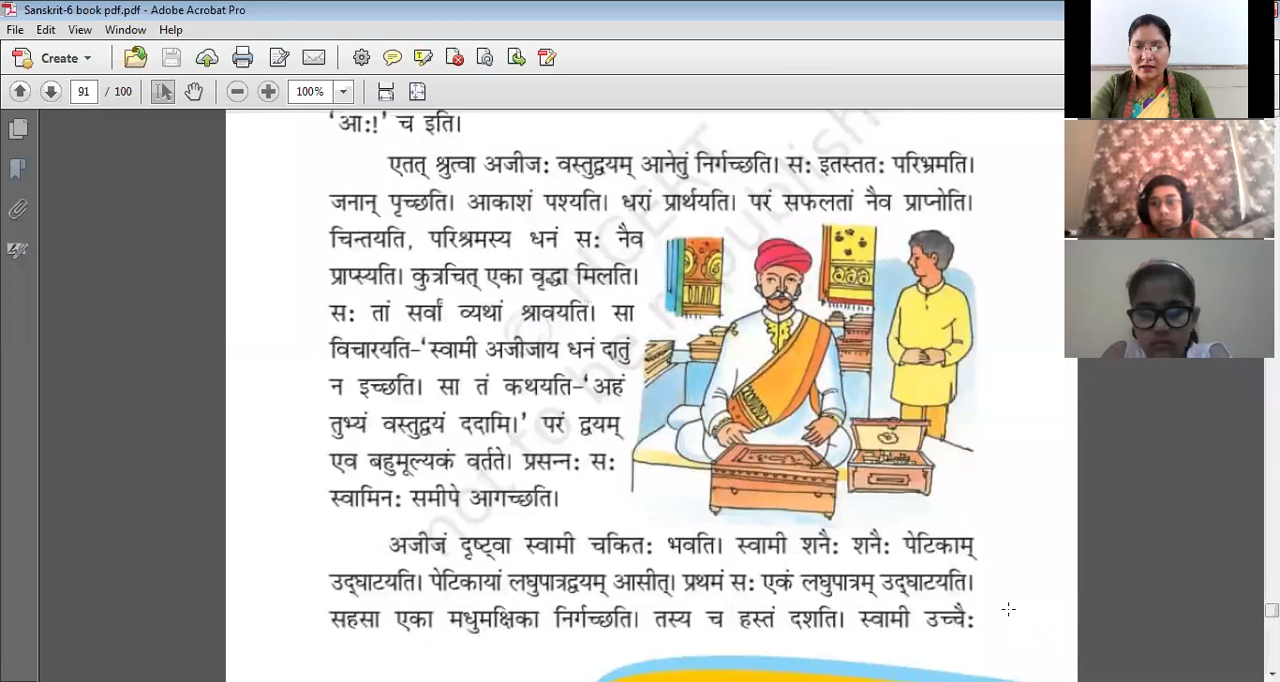 Sanskrit-6 book pdf.pdf - Adobe Acrobat Pro
File Edit View Window Help
Create
91 / 100 100%
'आ:!' च इति।
एतत् श्रुत्वा अजीज: वस्तुद्वयम् आनेतुं निर्गच्छति। स: इतस्तत: परिभ्रमति।
जनान् पृच्छति। आकाशं पश्यति। धरां प्रार्थयति। परं सफलतां नैव प्राप्नोति।
चिन्तयति, परिश्रमस्य धनं स: नैव
प्राप्स्यति। कुत्रचित् एका वृद्धा मिलति।
स: तां सर्वां व्यथां श्रावयति। सा
विचारयति-'स्वामी अजीजाय धनं दातुं
न इच्छति। सा तं कथयति-'अहं
तुभ्यं वस्तुद्वयं ददामि।' परं द्वयम्
एव बहुमूल्यकं वर्तते। प्रसन्न: स:
स्वामिन: समीपे आगच्छति।
अजीजं दृष्ट्वा स्वामी चकित: भवति। स्वामी शनै: शनै: पेटिकाम्
उद्घाटयति। पेटिकायां लघुपात्रद्वयम् आसीत्। प्रथमं स: एकं लघुपात्रम् उद्घाटयति।
सहसा एका मधुमक्षिका निर्गच्छति। तस्य च हस्तं दशति। स्वामी उच्चै: